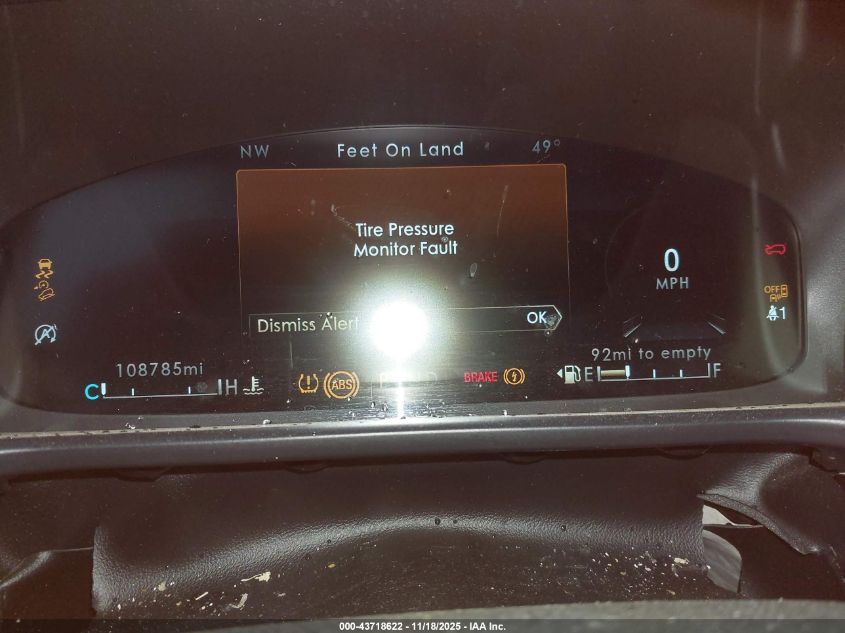 NW Feet On Land 49°
Tire Pressure
Monitor Fault
0
MPH
OFF
1
Dismiss Alert OK
108785mi
92mi to empty
C H ABS BRAKE E F
000-43718622 - 11/18/2025 - IAA Inc.